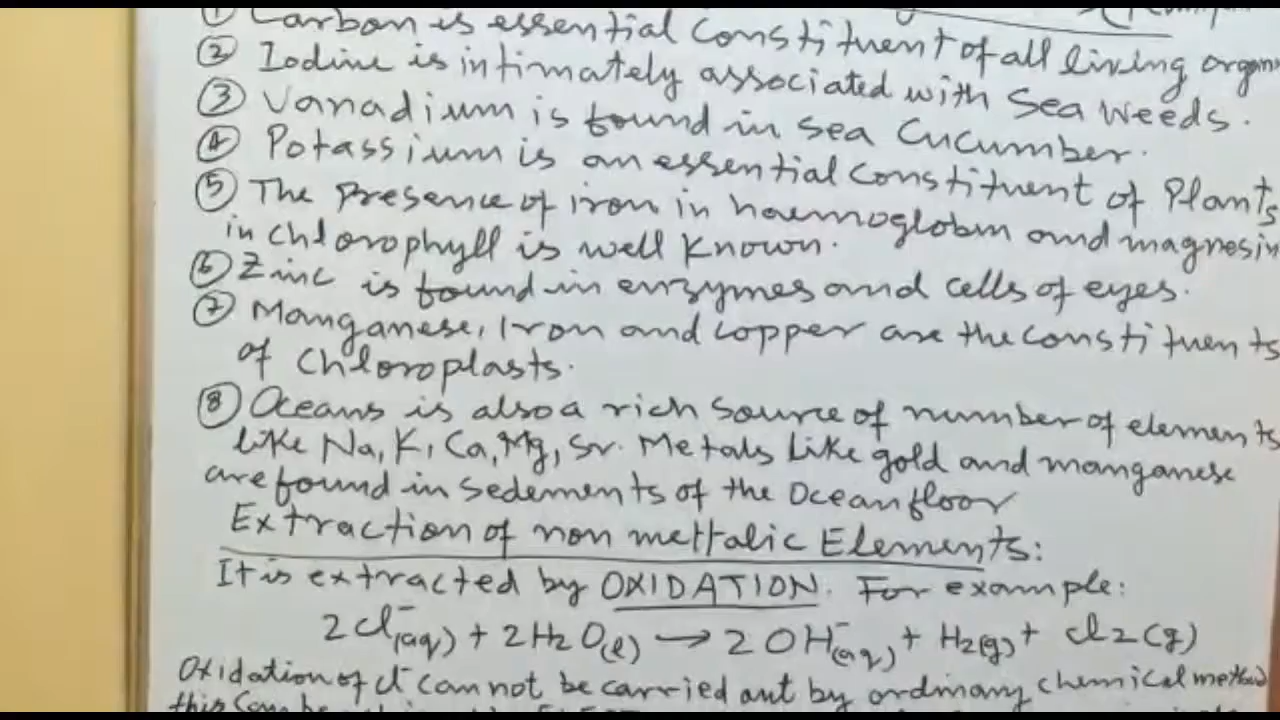 ① Carbon is essential Constituent of all living organ
② Iodine is intimately associated with Sea Weeds.
③ Vanadium is found in Sea Cucumber.
④ Potassium is an essential Constituent of Plants
⑤ The presence of iron in haemoglobin and magnesiu
in chlorophyll is well known.
⑥ Zinc is found in enzymes and cells of eyes.
⑦ Manganese, Iron and copper are the constituents
of Chloroplasts.
⑧ Oceans is also a rich source of number of elements
like Na, K, Ca, Mg, Sr. Metals like gold and manganese
are found in sedements of the Ocean floor
Extraction of non mettalic Elements:
It is extracted by OXIDATION. For example:
2Cl⁻(aq) + 2H2O(l) → 2OH⁻(aq) + H2(g) + Cl2(g)
Oxidation of Cl⁻ can not be carried out by ordinary chemical method
this can be